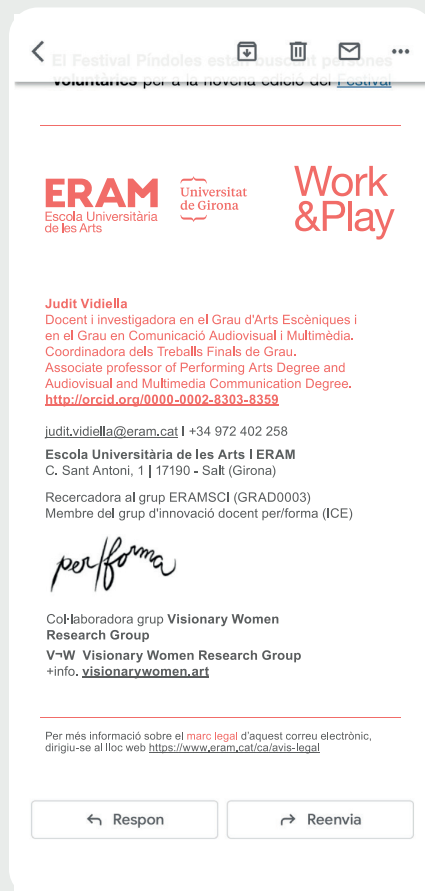 El Festival Píndoles estan buscant persones
voluntàries per a la novena edició del Festival
ERAM
Escola Universitària
de les Arts
Universitat
de Girona
Work
&Play
Judit Vidiella
Docent i investigadora en el Grau d'Arts Escèniques i
en el Grau en Comunicació Audiovisual i Multimèdia.
Coordinadora dels Treballs Finals de Grau.
Associate professor of Performing Arts Degree and
Audiovisual and Multimedia Communication Degree.
http://orcid.org/0000-0002-8303-8359
judit.vidiella@eram.cat I +34 972 402 258
Escola Universitària de les Arts I ERAM
C. Sant Antoni, 1 | 17190 - Salt (Girona)
Recercadora al grup ERAMSCI (GRAD0003)
Membre del grup d'innovació docent per/forma (ICE)
per/forma
Col·laboradora grup Visionary Women
Research Group
V¬W Visionary Women Research Group
+info. visionarywomen.art
Per més informació sobre el marc legal d'aquest correu electrònic,
dirigiu-se al lloc web https://www.eram.cat/ca/avis-legal
Respon
Reenvia